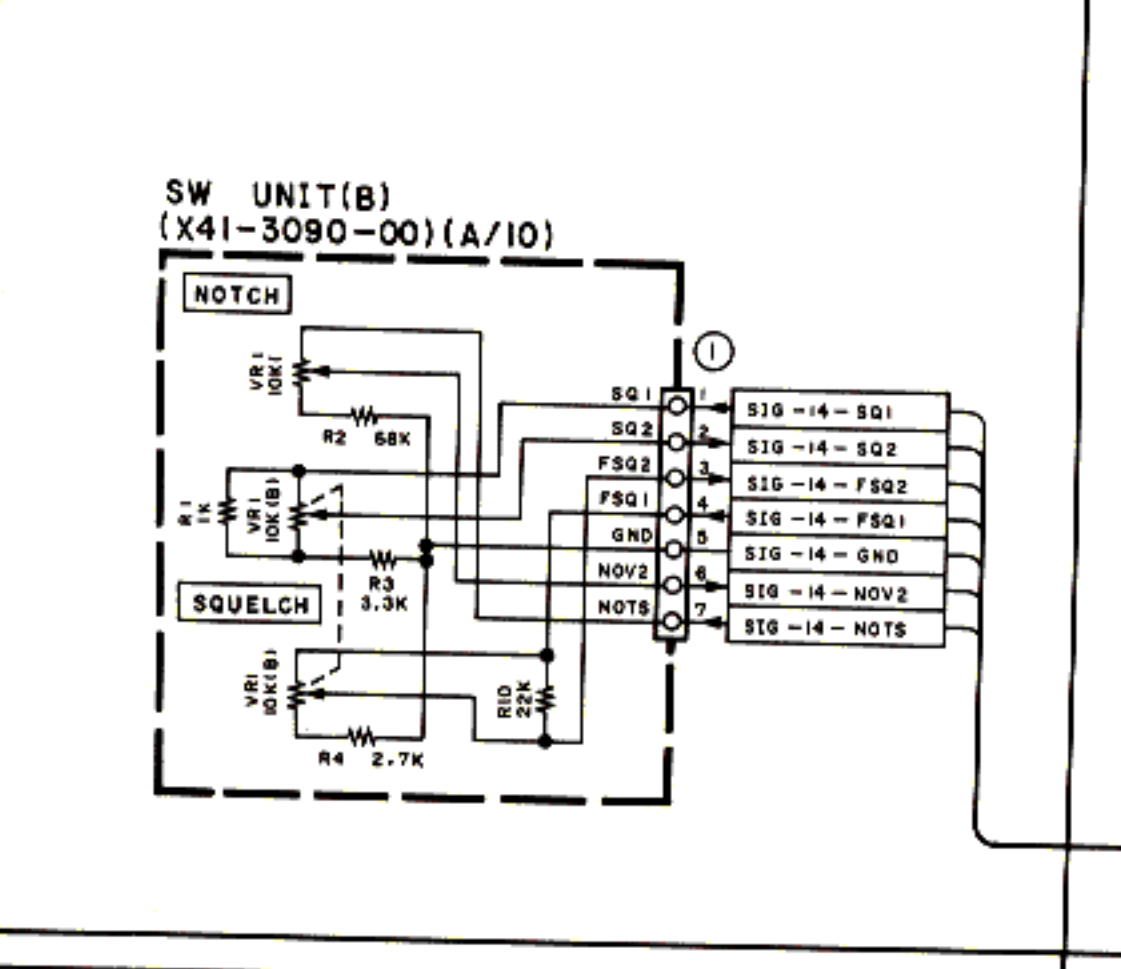 SW UNIT(B)
(X41-3090-00)(A/10)
NOTCH
VR1
10K(
R2 68K
R1
1K
VR1
10K(B)
R3
3.3K
SQUELCH
VR1
10K(B)
R4 2.7K
R10
22K
1
SQ1 1 SIG-14-SQ1
SQ2 2 SIG-14-SQ2
FSQ2 3 SIG-14-FSQ2
FSQ1 4 SIG-14-FSQ1
GND 5 SIG-14-GND
NOV2 6 SIG-14-NOV2
NOTS 7 SIG-14-NOTS